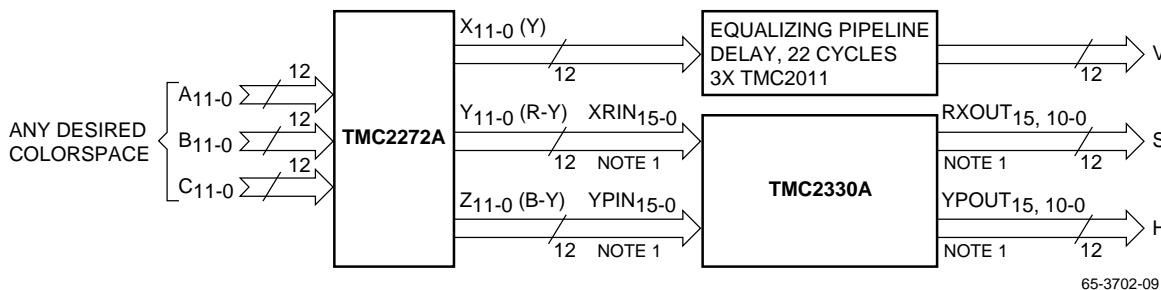 X11-0 (Y)
12
EQUALIZING PIPELINE
DELAY, 22 CYCLES
3X TMC2011
12
V
ANY DESIRED
COLORSPACE
A11-0
12
B11-0
12
C11-0
12
TMC2272A
Y11-0 (R-Y)
XRIN15-0
12
NOTE 1
Z11-0 (B-Y)
YPIN15-0
12
NOTE 1
TMC2330A
RXOUT15, 10-0
NOTE 1
12
S
YPOUT15, 10-0
NOTE 1
12
H
65-3702-09